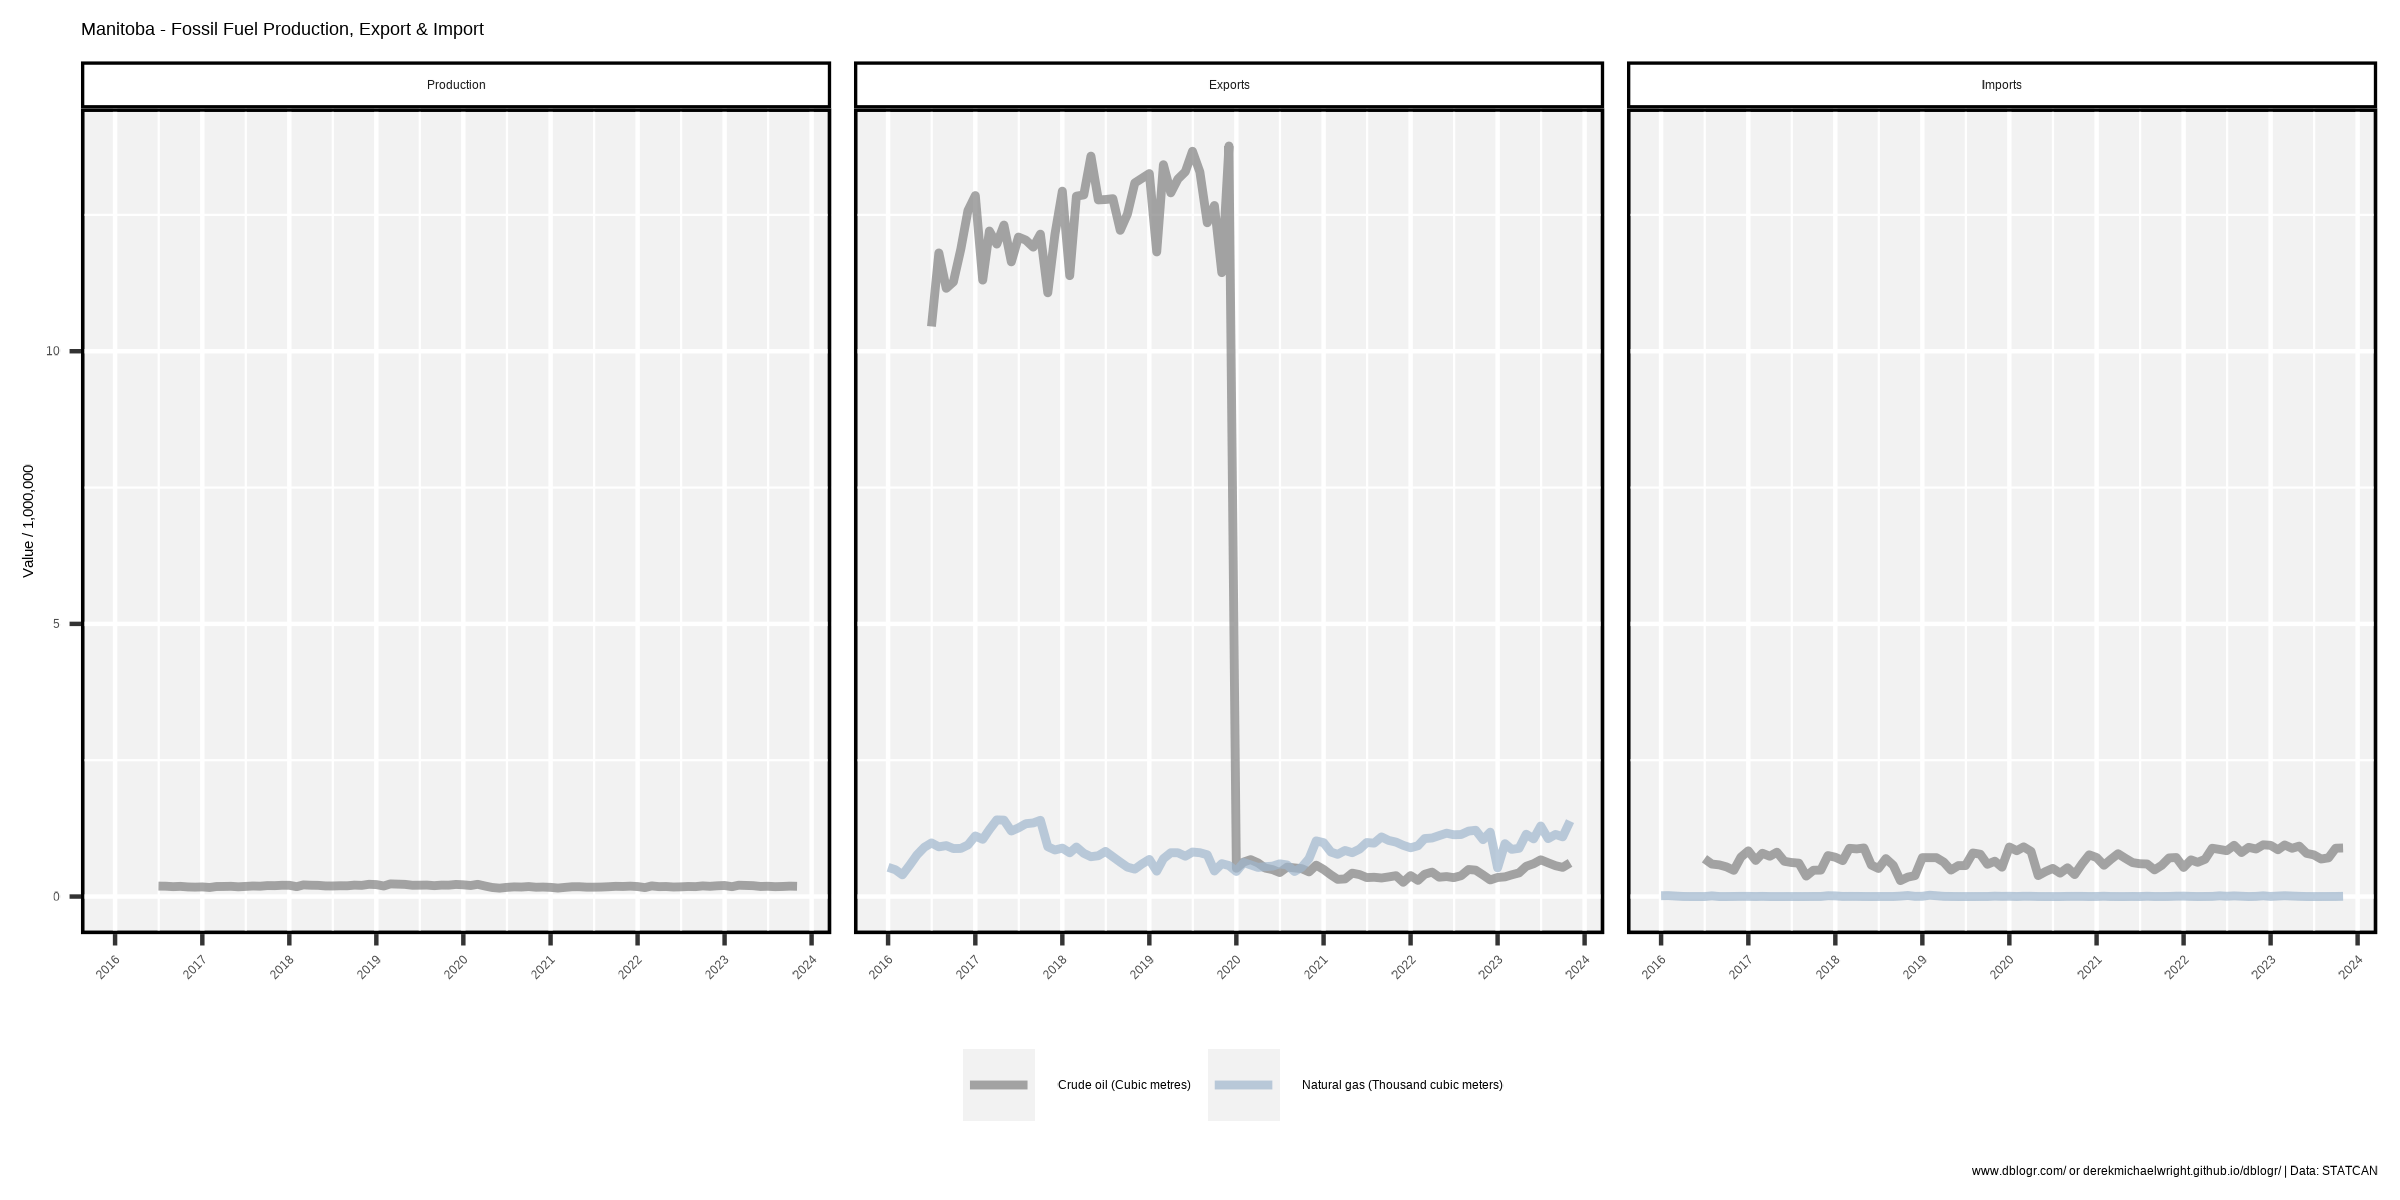 Manitoba - Fossil Fuel Production, Export & Import
Production
Exports
Imports
Value / 1,000,000
10
5
0
2016 2017 2018 2019 2020 2021 2022 2023 2024
2016 2017 2018 2019 2020 2021 2022 2023 2024
2016 2017 2018 2019 2020 2021 2022 2023 2024
Crude oil (Cubic metres)
Natural gas (Thousand cubic meters)
www.dblogr.com/ or derekmichaelwright.github.io/dblogr/ | Data: STATCAN